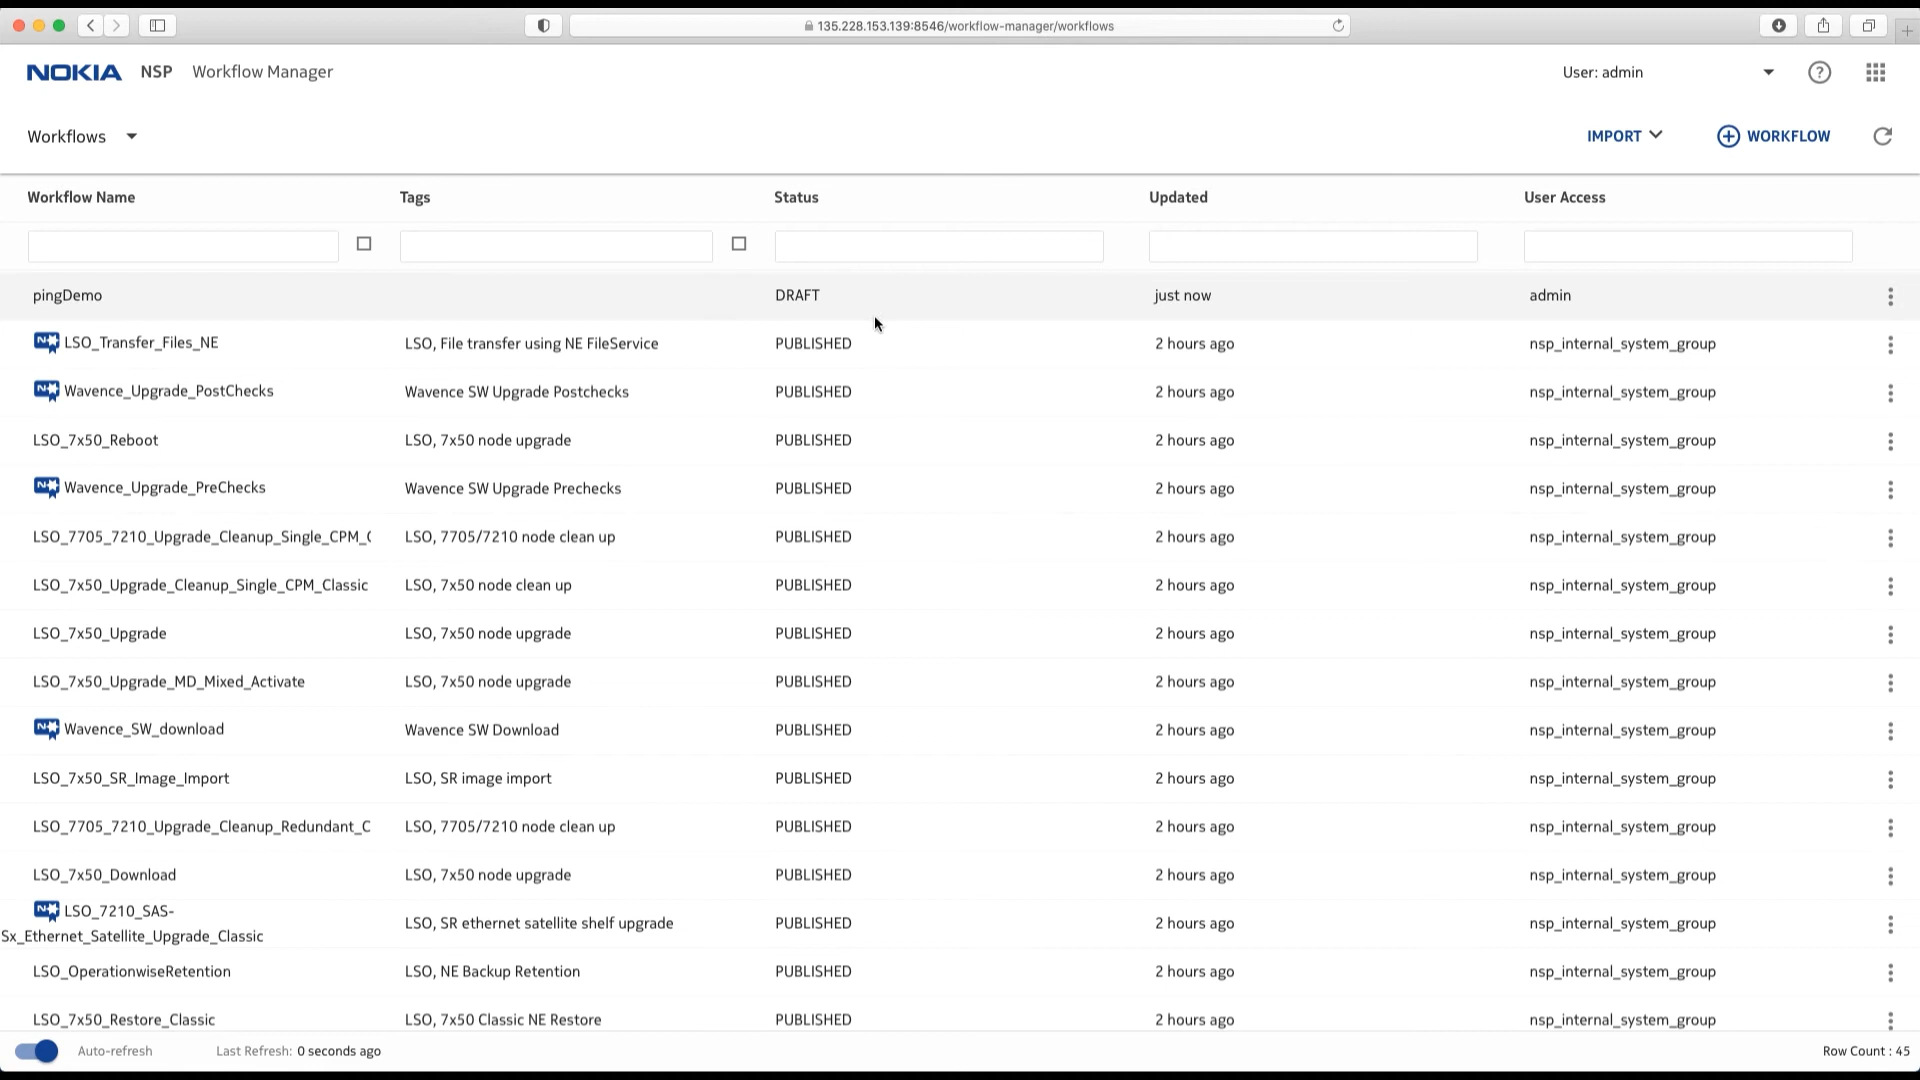 135.228.153.139:8546/workflow-manager/workflows
NOKIA NSP Workflow Manager User: admin ?
Workflows IMPORT WORKFLOW
Workflow Name Tags Status Updated User Access
pingDemo DRAFT just now admin
LSO_Transfer_Files_NE LSO, File transfer using NE FileService PUBLISHED 2 hours ago nsp_internal_system_group
Wavence_Upgrade_PostChecks Wavence SW Upgrade Postchecks PUBLISHED 2 hours ago nsp_internal_system_group
LSO_7x50_Reboot LSO, 7x50 node upgrade PUBLISHED 2 hours ago nsp_internal_system_group
Wavence_Upgrade_PreChecks Wavence SW Upgrade Prechecks PUBLISHED 2 hours ago nsp_internal_system_group
LSO_7705_7210_Upgrade_Cleanup_Single_CPM_ LSO, 7705/7210 node clean up PUBLISHED 2 hours ago nsp_internal_system_group
LSO_7x50_Upgrade_Cleanup_Single_CPM_Classic LSO, 7x50 node clean up PUBLISHED 2 hours ago nsp_internal_system_group
LSO_7x50_Upgrade LSO, 7x50 node upgrade PUBLISHED 2 hours ago nsp_internal_system_group
LSO_7x50_Upgrade_MD_Mixed_Activate LSO, 7x50 node upgrade PUBLISHED 2 hours ago nsp_internal_system_group
Wavence_SW_download Wavence SW Download PUBLISHED 2 hours ago nsp_internal_system_group
LSO_7x50_SR_Image_Import LSO, SR image import PUBLISHED 2 hours ago nsp_internal_system_group
LSO_7705_7210_Upgrade_Cleanup_Redundant_C LSO, 7705/7210 node clean up PUBLISHED 2 hours ago nsp_internal_system_group
LSO_7x50_Download LSO, 7x50 node upgrade PUBLISHED 2 hours ago nsp_internal_system_group
LSO_7210_SAS-
Sx_Ethernet_Satellite_Upgrade_Classic LSO, SR ethernet satellite shelf upgrade PUBLISHED 2 hours ago nsp_internal_system_group
LSO_OperationwiseRetention LSO, NE Backup Retention PUBLISHED 2 hours ago nsp_internal_system_group
LSO_7x50_Restore_Classic LSO, 7x50 Classic NE Restore PUBLISHED 2 hours ago nsp_internal_system_group
Auto-refresh Last Refresh: 0 seconds ago Row Count : 45